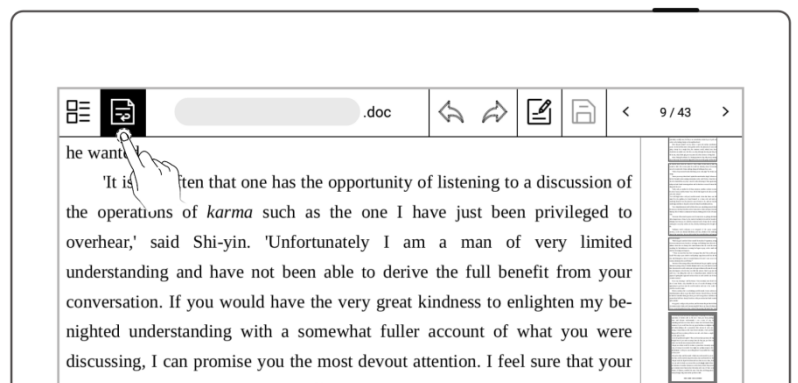 .doc
9 / 43
he wanted
'It is ften that one has the opportunity of listening to a discussion of
the operations of karma such as the one I have just been privileged to
overhear,' said Shi-yin. 'Unfortunately I am a man of very limited
understanding and have not been able to derive the full benefit from your
conversation. If you would have the very great kindness to enlighten my be-
nighted understanding with a somewhat fuller account of what you were
discussing, I can promise you the most devout attention. I feel sure that your